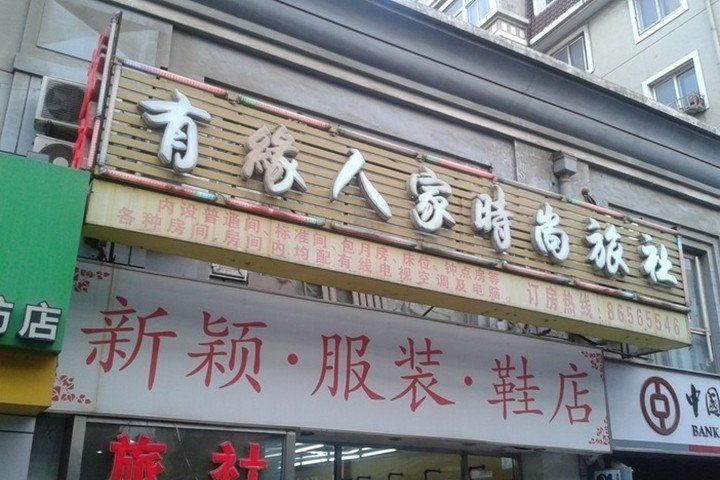 有緣人家時尚旅社
内设普通间、标准间、包月房、床位、钟点房等
各种房间，房间内均配有线电视空调及电脑。
订房热线：86565546
新颖·服装·鞋店
旅社
店
中國
BANK